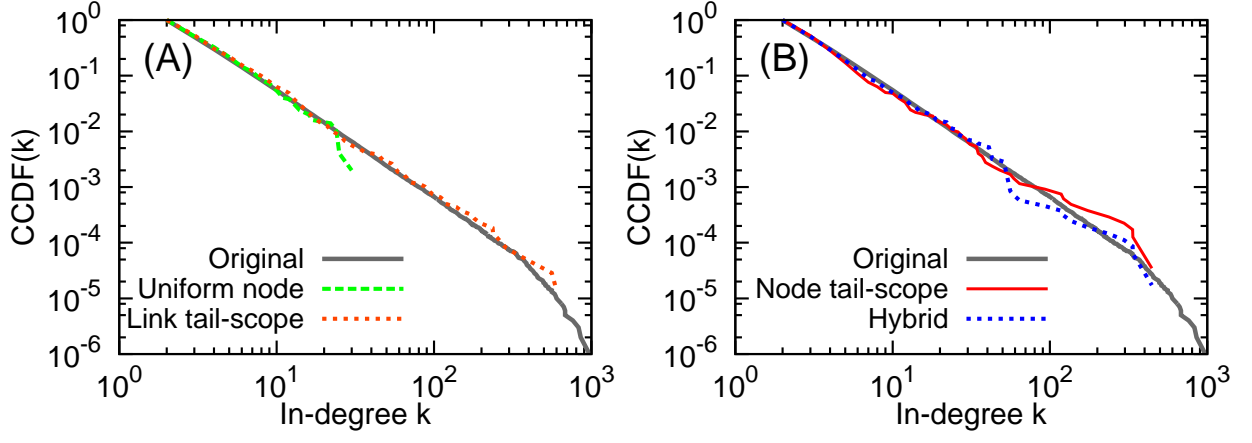 (A)
CCDF(k)
10^0
10^-1
10^-2
10^-3
10^-4
10^-5
10^-6
Original
Uniform node
Link tail-scope
10^0 10^1 10^2 10^3
In-degree k
(B)
CCDF(k)
10^0
10^-1
10^-2
10^-3
10^-4
10^-5
10^-6
Original
Node tail-scope
Hybrid
10^0 10^1 10^2 10^3
In-degree k